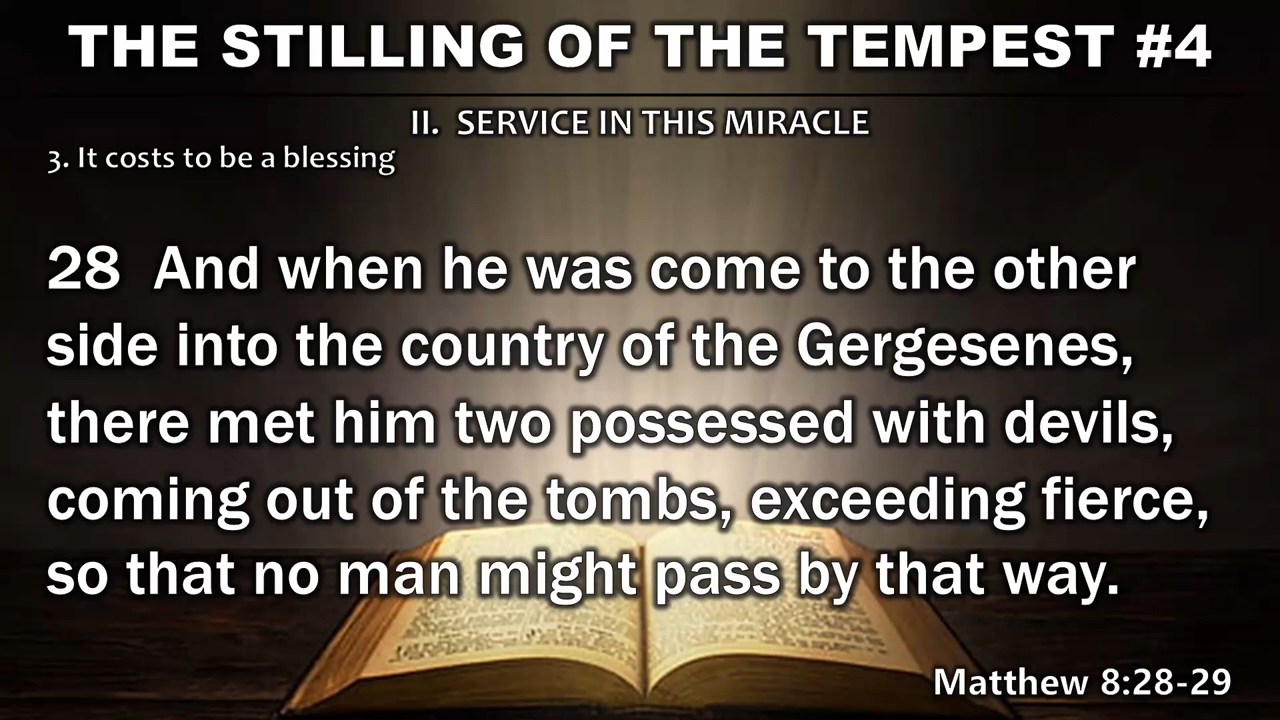 THE STILLING OF THE TEMPEST #4
II. SERVICE IN THIS MIRACLE
3. It costs to be a blessing
28 And when he was come to the other
side into the country of the Gergesenes,
there met him two possessed with devils,
coming out of the tombs, exceeding fierce,
so that no man might pass by that way.
Matthew 8:28-29